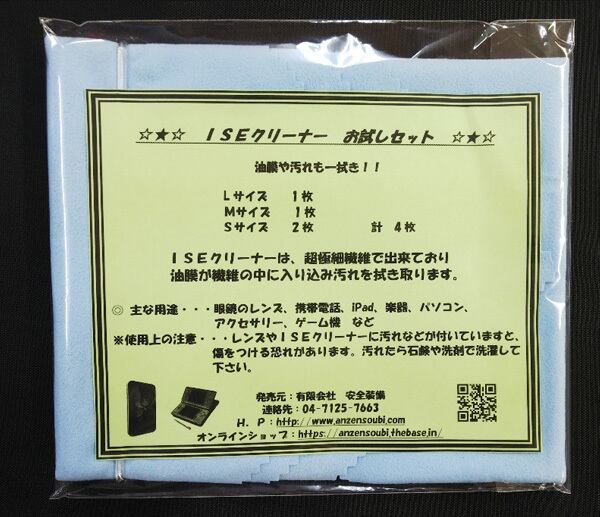 ☆★☆ ISEクリーナー お試しセット ☆★☆
油膜や汚れも一拭き！！
Lサイズ 1枚
Mサイズ 1枚
Sサイズ 2枚 計 4枚
ISEクリーナーは、超極細繊維で出来ており
油膜が繊維の中に入り込み汚れを拭き取ります。
◎ 主な用途・・・眼鏡のレンズ、携帯電話、iPad、楽器、パソコン、
アクセサリー、ゲーム機 など
※使用上の注意・・・レンズやISEクリーナーに汚れなどが付いていますと、
傷をつける恐れがあります。汚れたら石鹸や洗剤で洗濯して
下さい。
発売元：有限会社 安全装備
連絡先：04-7125-7663
H．P：http://www.anzensoubi.com
オンラインショップ：https://anzensoubi.thebase.in/